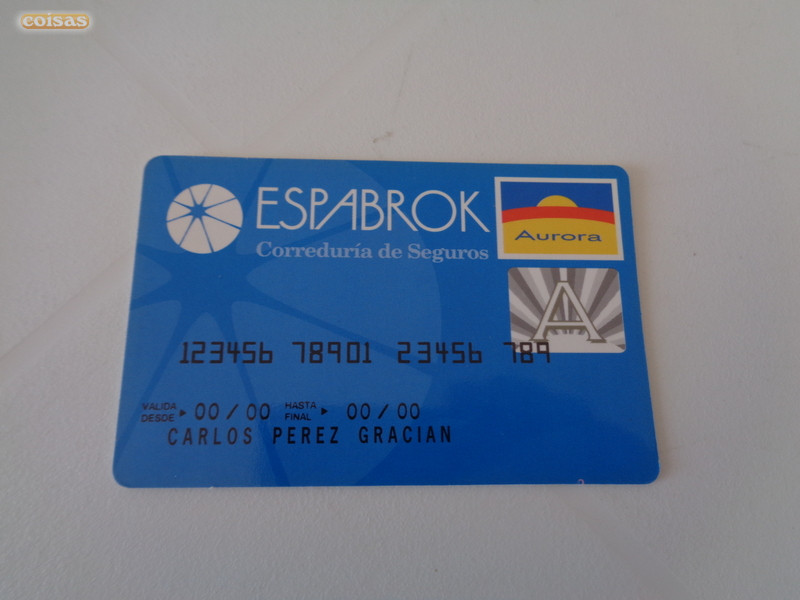 coisas
ESPABROK
Correduría de Seguros
Aurora
A
123456 78901 23456 789
VALIDA DESDE ▸ 00 / 00 HASTA FINAL ▸ 00 / 00
CARLOS PEREZ GRACIAN